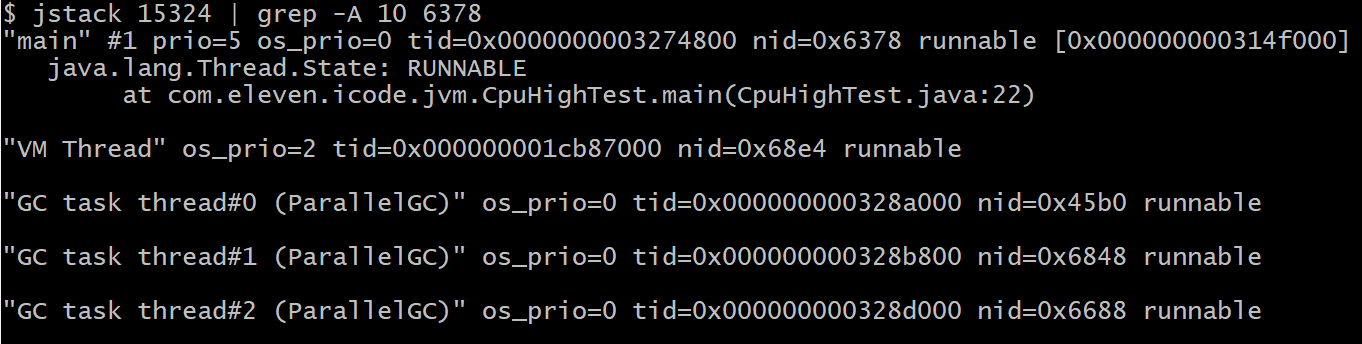 $ jstack 15324 | grep -A 10 6378
"main" #1 prio=5 os_prio=0 tid=0x0000000003274800 nid=0x6378 runnable [0x000000000314f000]
   java.lang.Thread.State: RUNNABLE
        at com.eleven.icode.jvm.CpuHighTest.main(CpuHighTest.java:22)
"VM Thread" os_prio=2 tid=0x000000001cb87000 nid=0x68e4 runnable
"GC task thread#0 (ParallelGC)" os_prio=0 tid=0x000000000328a000 nid=0x45b0 runnable
"GC task thread#1 (ParallelGC)" os_prio=0 tid=0x000000000328b800 nid=0x6848 runnable
"GC task thread#2 (ParallelGC)" os_prio=0 tid=0x000000000328d000 nid=0x6688 runnable